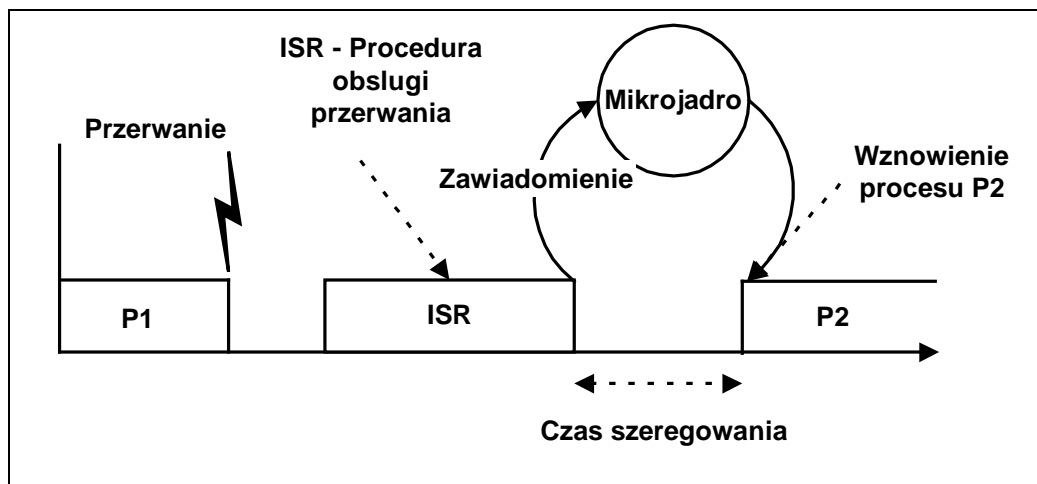 ISR - Procedura
obslugi
przerwania
Mikrojadro
Przerwanie
Zawiadomienie
Wznowienie
procesu P2
P1
ISR
P2
Czas szeregowania